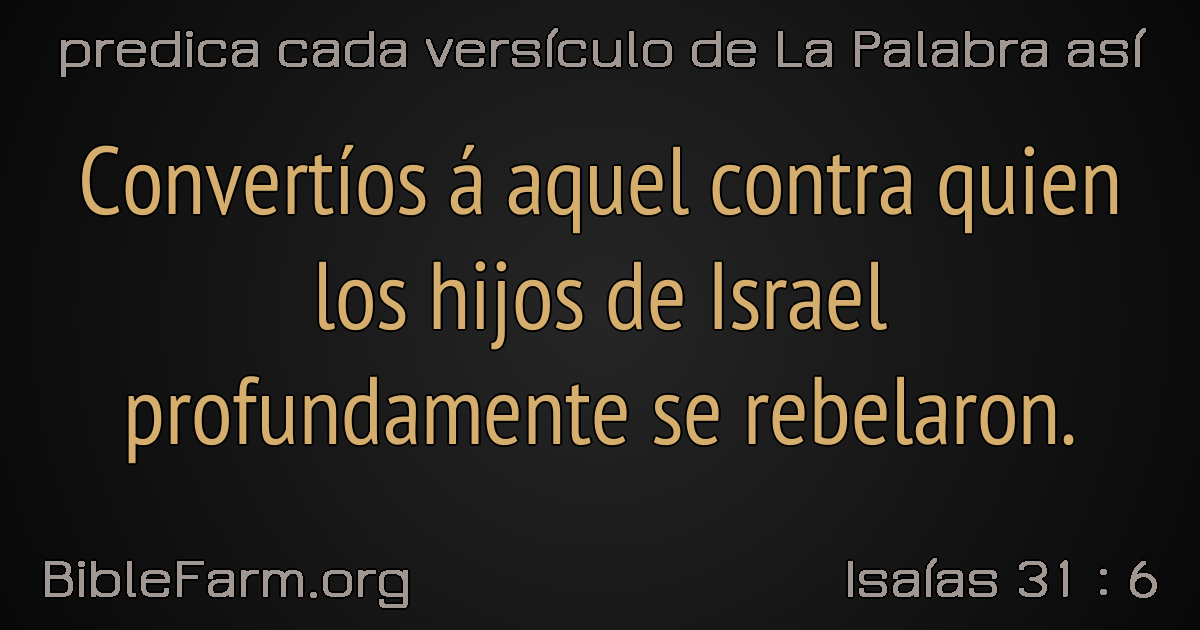 predica cada versículo de La Palabra así
Convertíos á aquel contra quien
los hijos de Israel
profundamente se rebelaron.
BibleFarm.org
Isaías 31 : 6